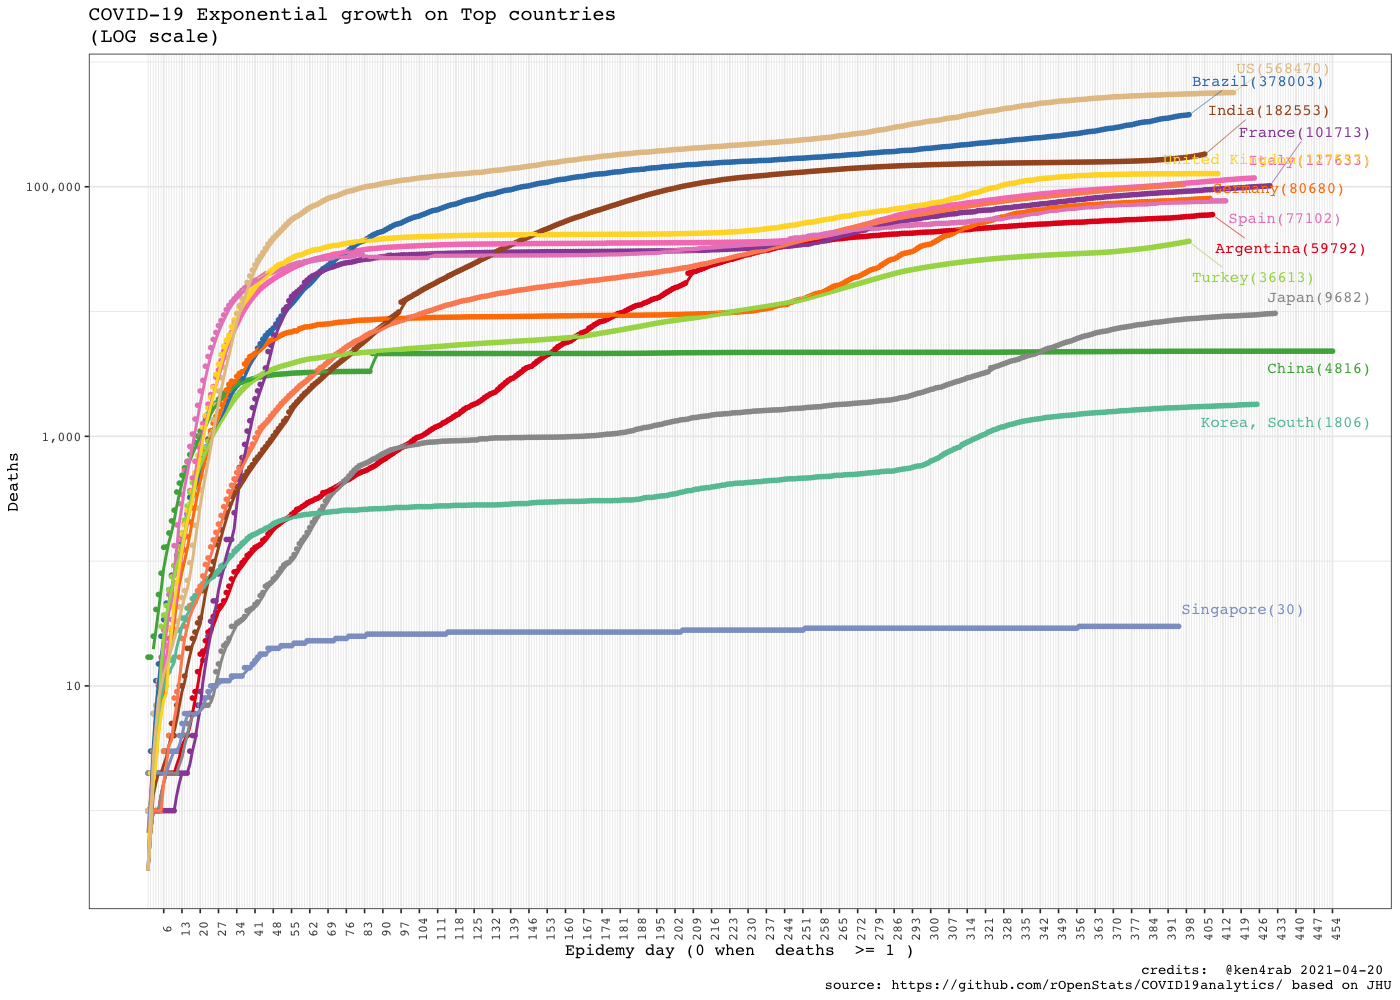 COVID-19 Exponential growth on Top countries
(LOG scale)
US(568470)
Brazil(378003)
India(182553)
France(101713)
United Kingdom
Germany(80680)
Spain(77102)
Argentina(59792)
Turkey(36613)
Japan(9682)
China(4816)
Korea, South(1806)
Singapore(30)
100,000
1,000
10
Deaths
6 13 20 27 34 41 48 55 62 69 76 83 90 97 104 111 118 125 132 139 146 153 160 167 174 181 188 195 202 209 216 223 230 237 244 251 258 265 272 279 286 293 300 307 314 321 328 335 342 349 356 363 370 377 384 391 398 405 412 419 426 433 440 447 454
Epidemy day (0 when  deaths  >= 1 )
credits:  @ken4rab 2021-04-20
source: https://github.com/rOpenStats/COVID19analytics/ based on JHU